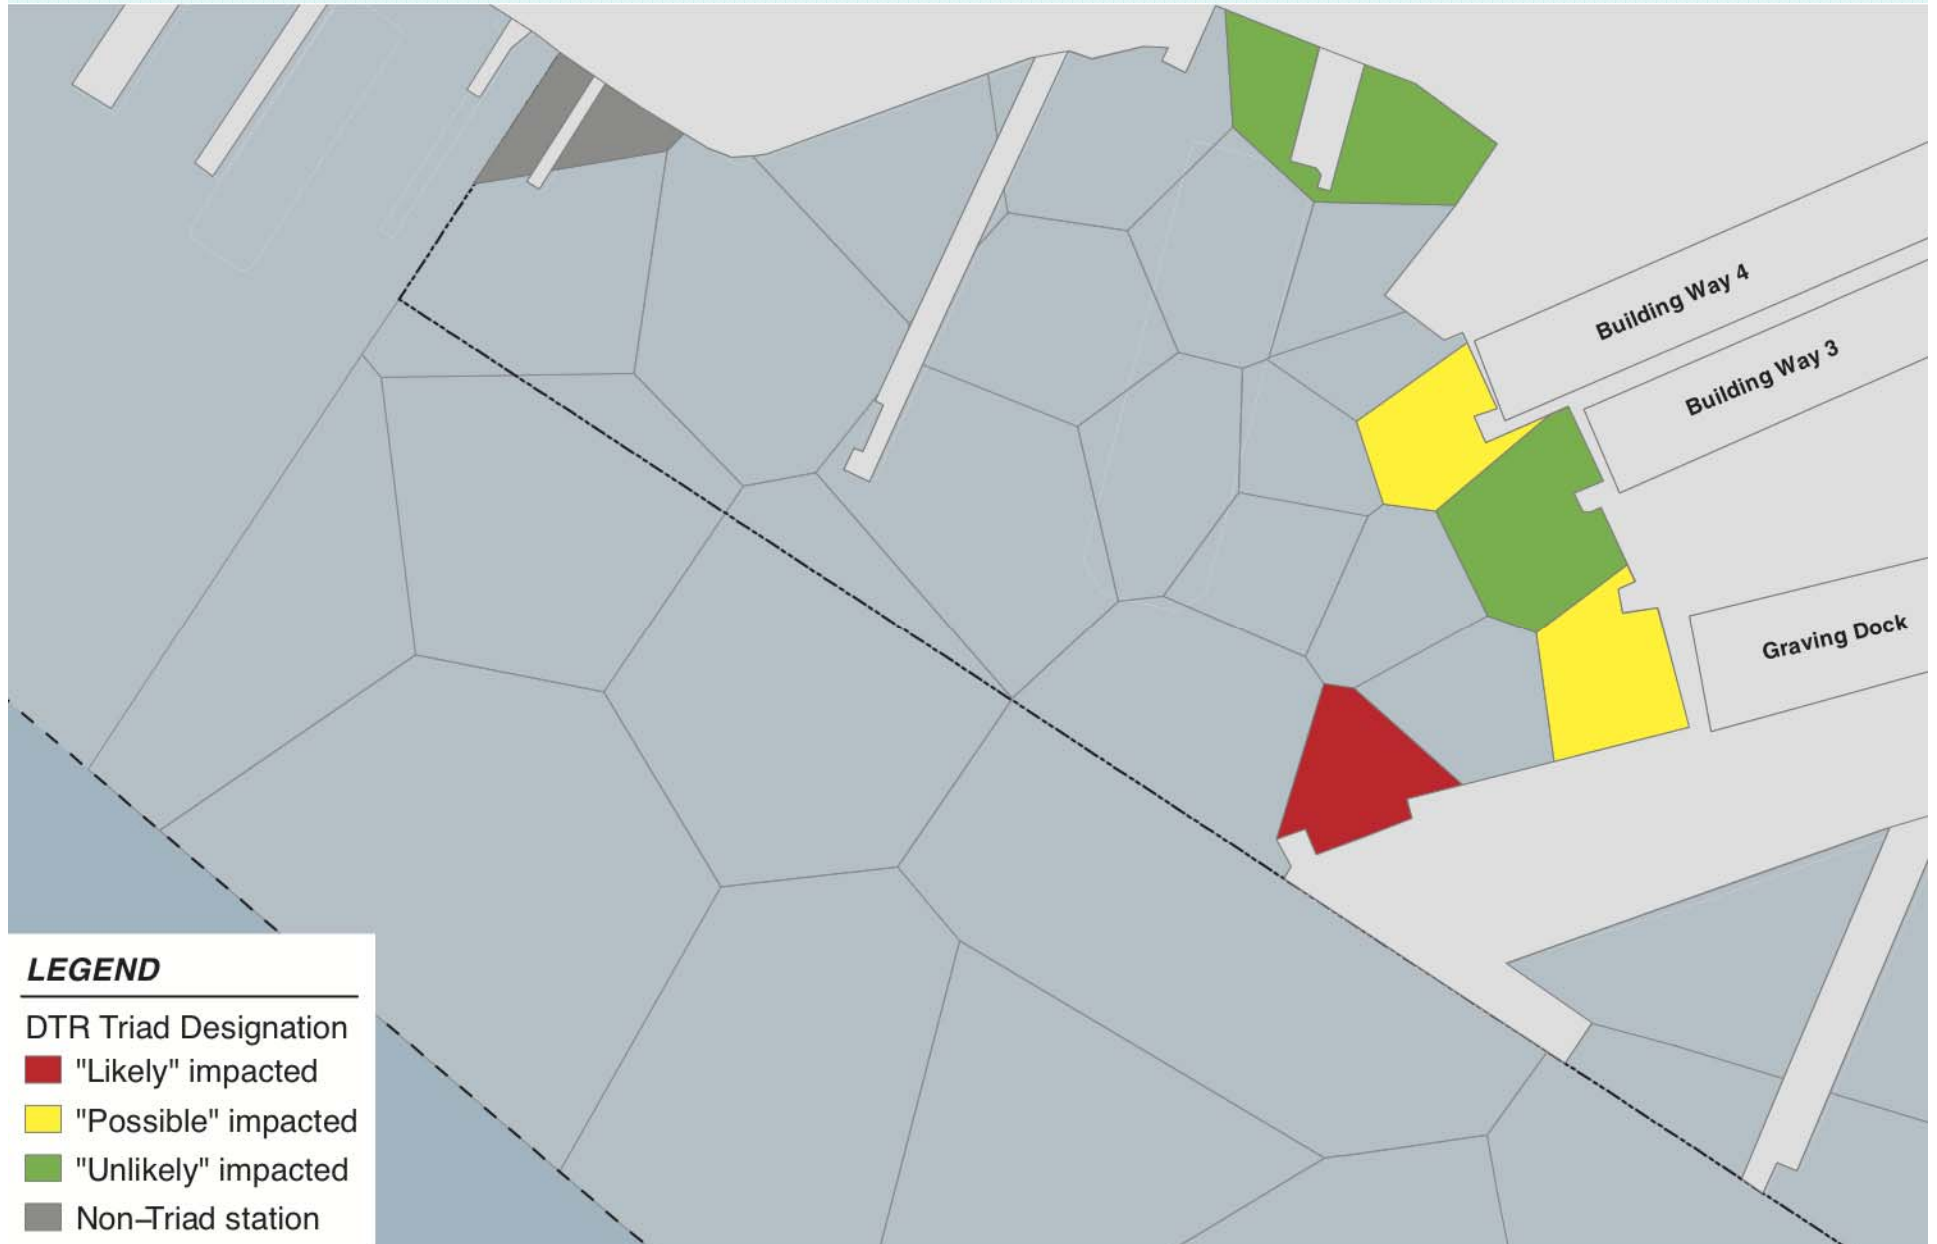 Building Way 4
Building Way 3
Graving Dock
LEGEND
DTR Triad Designation
"Likely" impacted
"Possible" impacted
"Unlikely" impacted
Non–Triad station